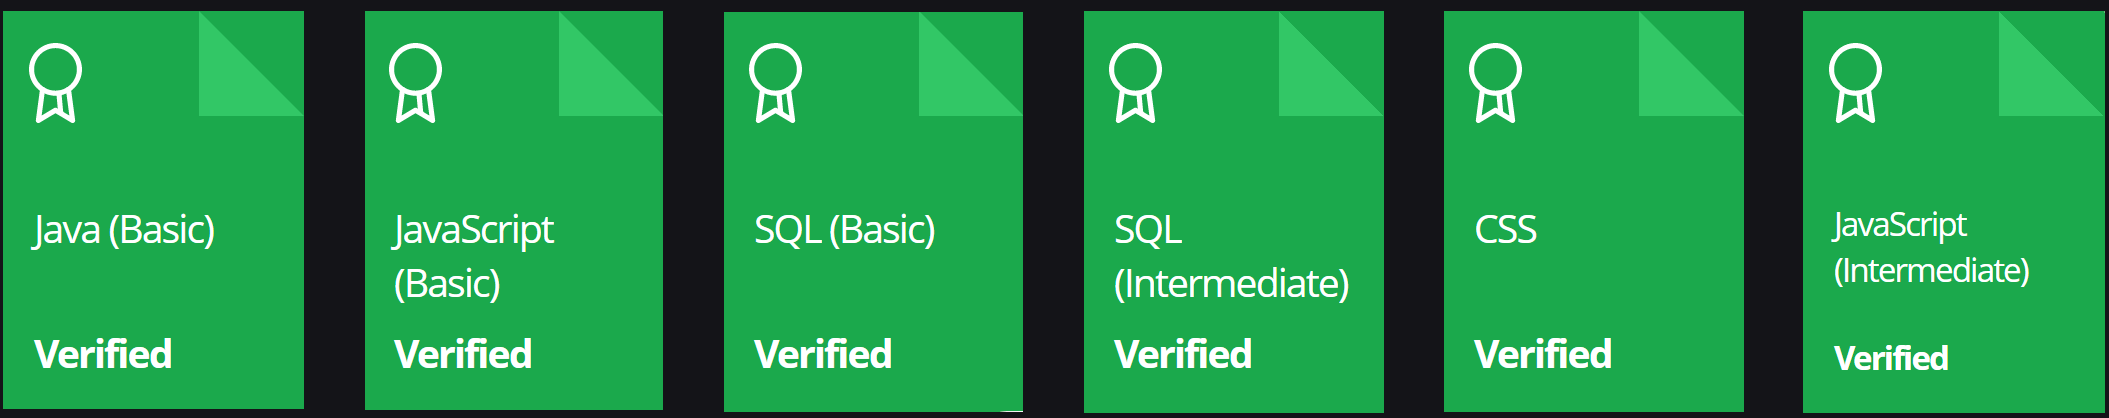 Java (Basic)
Verified
JavaScript
(Basic)
Verified
SQL (Basic)
Verified
SQL
(Intermediate)
Verified
CSS
Verified
JavaScript
(Intermediate)
Verified